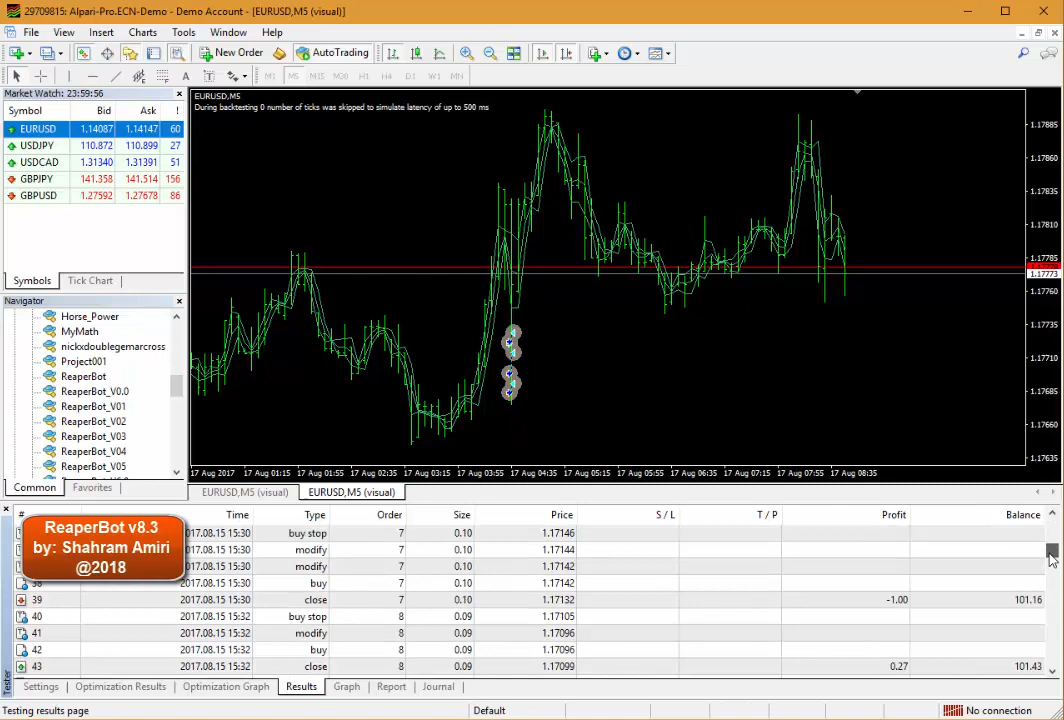 29709815: Alpari-Pro.ECN-Demo - Demo Account - [EURUSD,M5 (visual)]
File View Insert Charts Tools Window Help
New Order AutoTrading
A T M1 M5 M15 M30 H1 H4 D1 W1 MN
Market Watch: 23:59:56
Symbol Bid Ask !
EURUSD 1.14087 1.14147 60
USDJPY 110.872 110.899 27
USDCAD 1.31340 1.31391 51
GBPJPY 141.358 141.514 156
GBPUSD 1.27592 1.27678 86
Symbols Tick Chart
Navigator
Horse_Power
MyMath
nickxdoublegemarcross
Project001
ReaperBot
ReaperBot_V0.0
ReaperBot_V01
ReaperBot_V02
ReaperBot_V03
ReaperBot_V04
ReaperBot_V05
Common Favorites
EURUSD,M5
During backtesting 0 number of ticks was skipped to simulate latency of up to 500 ms
1.17885
1.17860
1.17835
1.17810
1.17785
1.17773
1.17760
1.17735
1.17710
1.17685
1.17660
1.17635
17 Aug 2017 17 Aug 01:15 17 Aug 01:55 17 Aug 02:35 17 Aug 03:15 17 Aug 03:55 17 Aug 04:35 17 Aug 05:15 17 Aug 05:55 17 Aug 06:35 17 Aug 07:15 17 Aug 07:55 17 Aug 08:35
EURUSD,M5 (visual) EURUSD,M5 (visual)
# Time Type Order Size Price S / L T / P Profit Balance
2017.08.15 15:30 buy stop 7 0.10 1.17146
2017.08.15 15:30 modify 7 0.10 1.17144
2017.08.15 15:30 modify 7 0.10 1.17142
38 2017.08.15 15:30 buy 7 0.10 1.17142
39 2017.08.15 15:30 close 7 0.10 1.17132 -1.00 101.16
40 2017.08.15 15:32 buy stop 8 0.09 1.17105
41 2017.08.15 15:32 modify 8 0.09 1.17096
42 2017.08.15 15:32 buy 8 0.09 1.17096
43 2017.08.15 15:32 close 8 0.09 1.17099 0.27 101.43
ReaperBot v8.3
by: Shahram Amiri
@2018
Tester
Settings Optimization Results Optimization Graph Results Graph Report Journal
Testing results page Default No connection